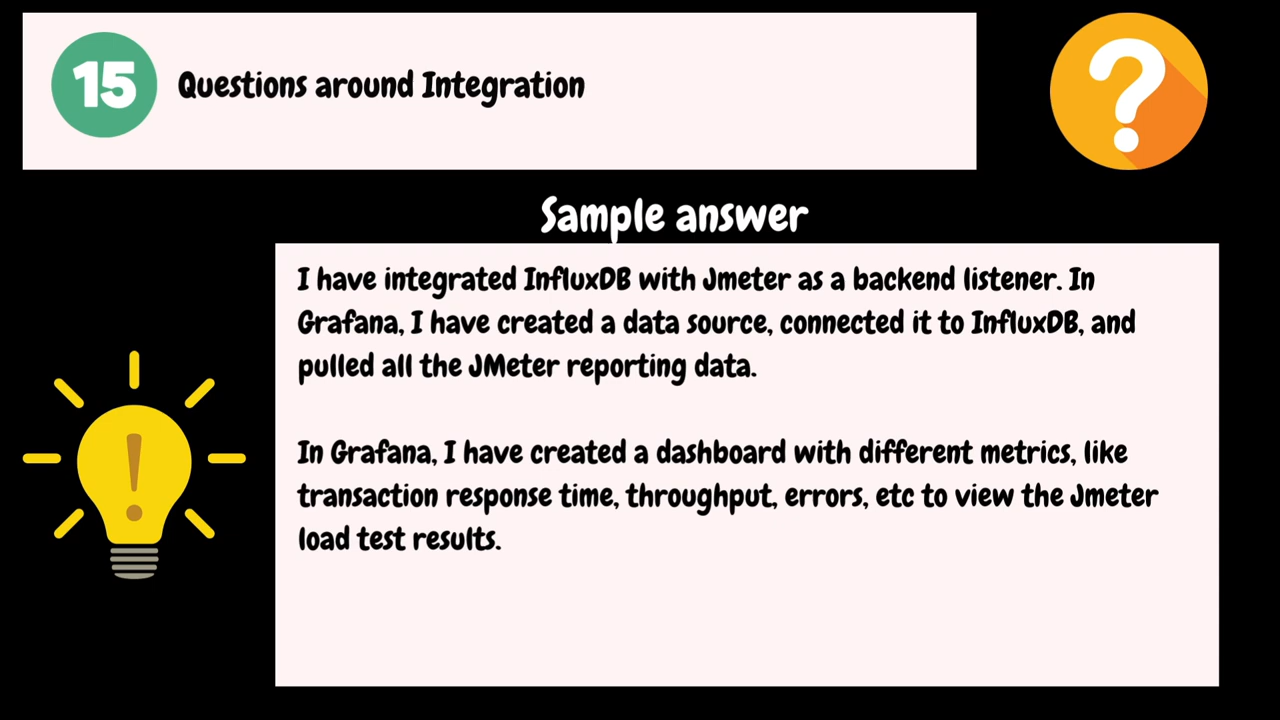 15
Questions around Integration
?
Sample answer
I have integrated InfluxDB with Jmeter as a backend listener. In
Grafana, I have created a data source, connected it to InfluxDB, and
pulled all the JMeter reporting data.
In Grafana, I have created a dashboard with different metrics, like
transaction response time, throughput, errors, etc to view the Jmeter
load test results.
!